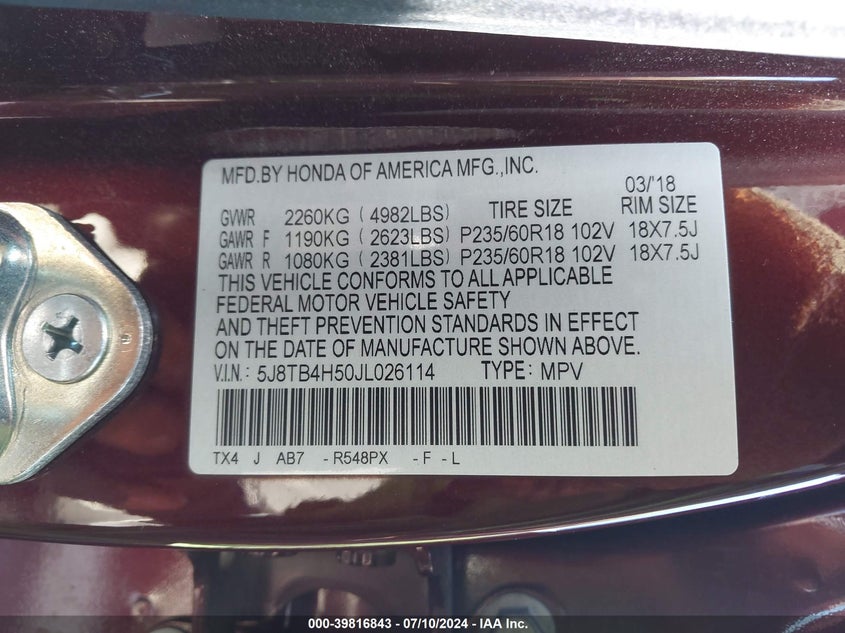 MFD.BY HONDA OF AMERICA MFG.,INC.
03/'18
GVWR 2260KG ( 4982LBS) TIRE SIZE RIM SIZE
GAWR F 1190KG ( 2623LBS) P235/60R18 102V 18X7.5J
GAWR R 1080KG ( 2381LBS) P235/60R18 102V 18X7.5J
THIS VEHICLE CONFORMS TO ALL APPLICABLE
FEDERAL MOTOR VEHICLE SAFETY
AND THEFT PREVENTION STANDARDS IN EFFECT
ON THE DATE OF MANUFACTURE SHOWN ABOVE.
V.I.N.: 5J8TB4H50JL026114 TYPE: MPV
TX4 J AB7 - R548PX - F - L
000-39816843 / 07/10/2024 - IAA Inc.